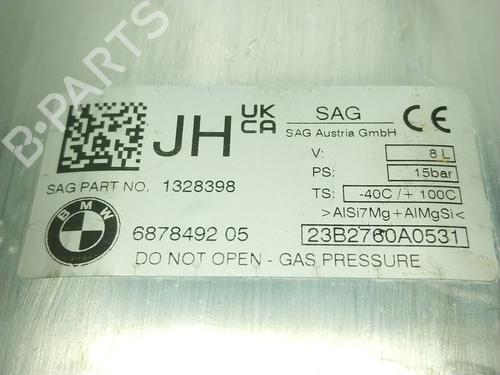 B-PARTS
JH
UK
CA
SAG
CE
SAG Austria GmbH
V: 8 L
PS: 15bar
SAG PART NO. 1328398
TS: -40C / + 100C
>AlSi7Mg+AlMgSi<
BMW
6878492 05
23B2760A0531
DO NOT OPEN - GAS PRESSURE